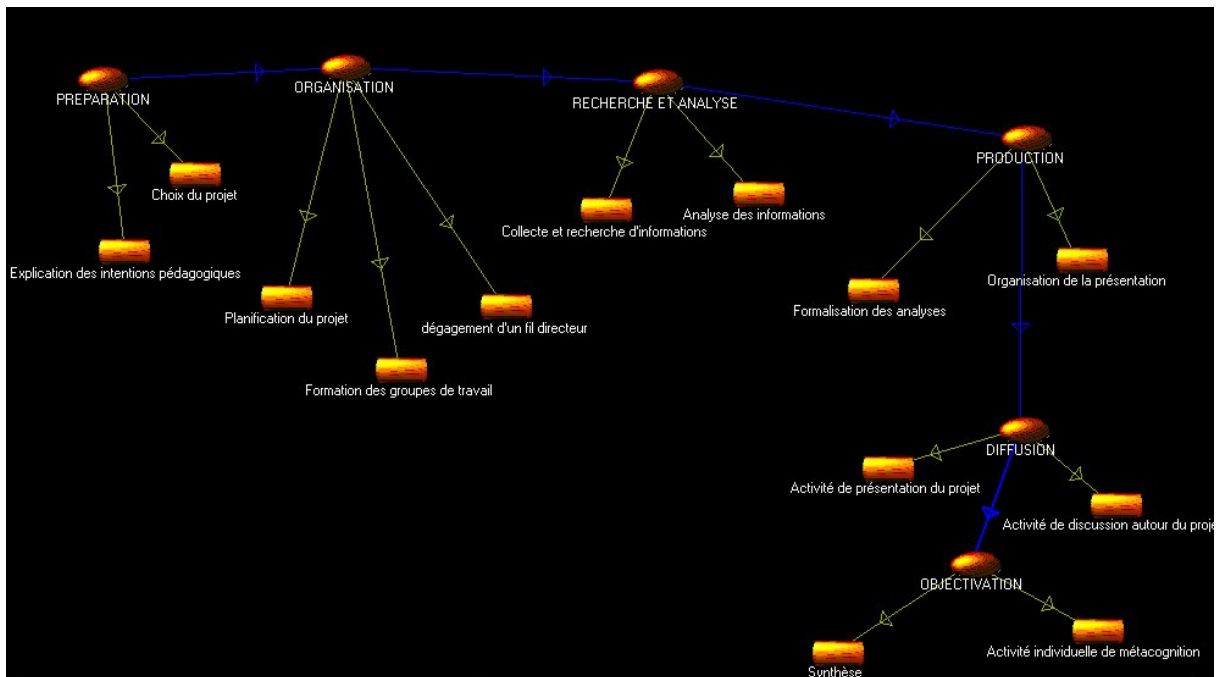 PREPARATION
Choix du projet
Explication des intentions pédagogiques
ORGANISATION
Planification du projet
Formation des groupes de travail
dégagement d'un fil directeur
RECHERCHE ET ANALYSE
Collecte et recherche d'informations
Analyse des informations
PRODUCTION
Formalisation des analyses
Organisation de la présentation
DIFFUSION
Activité de présentation du projet
Activité de discussion autour du proje
OBJECTIVATION
Synthèse
Activité individuelle de métacognition